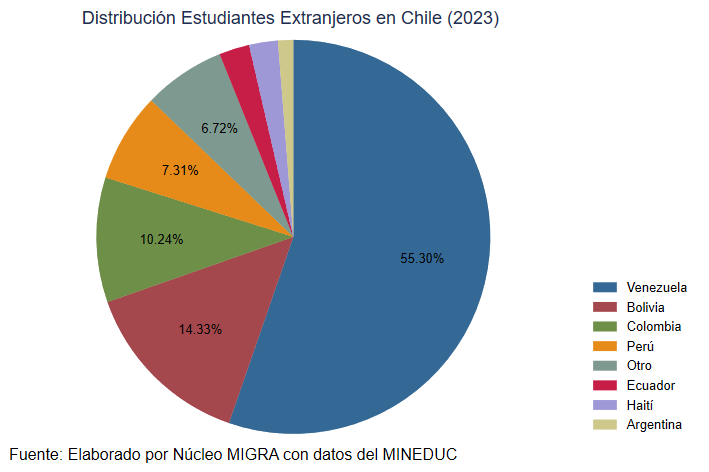 Distribución Estudiantes Extranjeros en Chile (2023)
6.72%
7.31%
10.24%
55.30%
14.33%
Venezuela
Bolivia
Colombia
Perú
Otro
Ecuador
Haití
Argentina
Fuente: Elaborado por Núcleo MIGRA con datos del MINEDUC